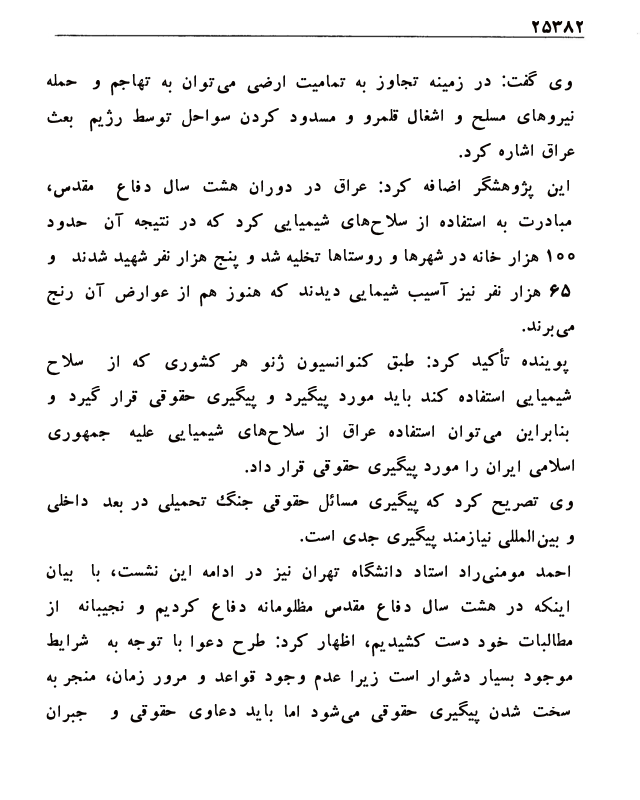 ۲۵۳۸۲
وی گفت: در زمینه تجاوز به تمامیت ارضی می‌توان به تهاجم و حمله
نیروهای مسلح و اشغال قلمرو و مسدود کردن سواحل توسط رژیم بعث
عراق اشاره کرد.
این پژوهشگر اضافه کرد: عراق در دوران هشت سال دفاع مقدس،
مبادرت به استفاده از سلاح‌های شیمیایی کرد که در نتیجه آن حدود
۱۰۰ هزار خانه در شهرها و روستاها تخلیه شد و پنج هزار نفر شهید شدند و
۶۵ هزار نفر نیز آسیب شیمایی دیدند که هنوز هم از عوارض آن رنج
می‌برند.
پوینده تأکید کرد: طبق کنوانسیون ژنو هر کشوری که از سلاح
شیمیایی استفاده کند باید مورد پیگیرد و پیگیری حقوقی قرار گیرد و
بنابراین می‌توان استفاده عراق از سلاح‌های شیمیایی علیه جمهوری
اسلامی ایران را مورد پیگیری حقوقی قرار داد.
وی تصریح کرد که پیگیری مسائل حقوقی جنگ تحمیلی در بعد داخلی
و بین‌المللی نیازمند پیگیری جدی است.
احمد مومنی‌راد استاد دانشگاه تهران نیز در ادامه این نشست، با بیان
اینکه در هشت سال دفاع مقدس مظلومانه دفاع کردیم و نجیبانه از
مطالبات خود دست کشیدیم، اظهار کرد: طرح دعوا با توجه به شرایط
موجود بسیار دشوار است زیرا عدم وجود قواعد و مرور زمان، منجر به
سخت شدن پیگیری حقوقی می‌شود اما باید دعاوی حقوقی و جبران